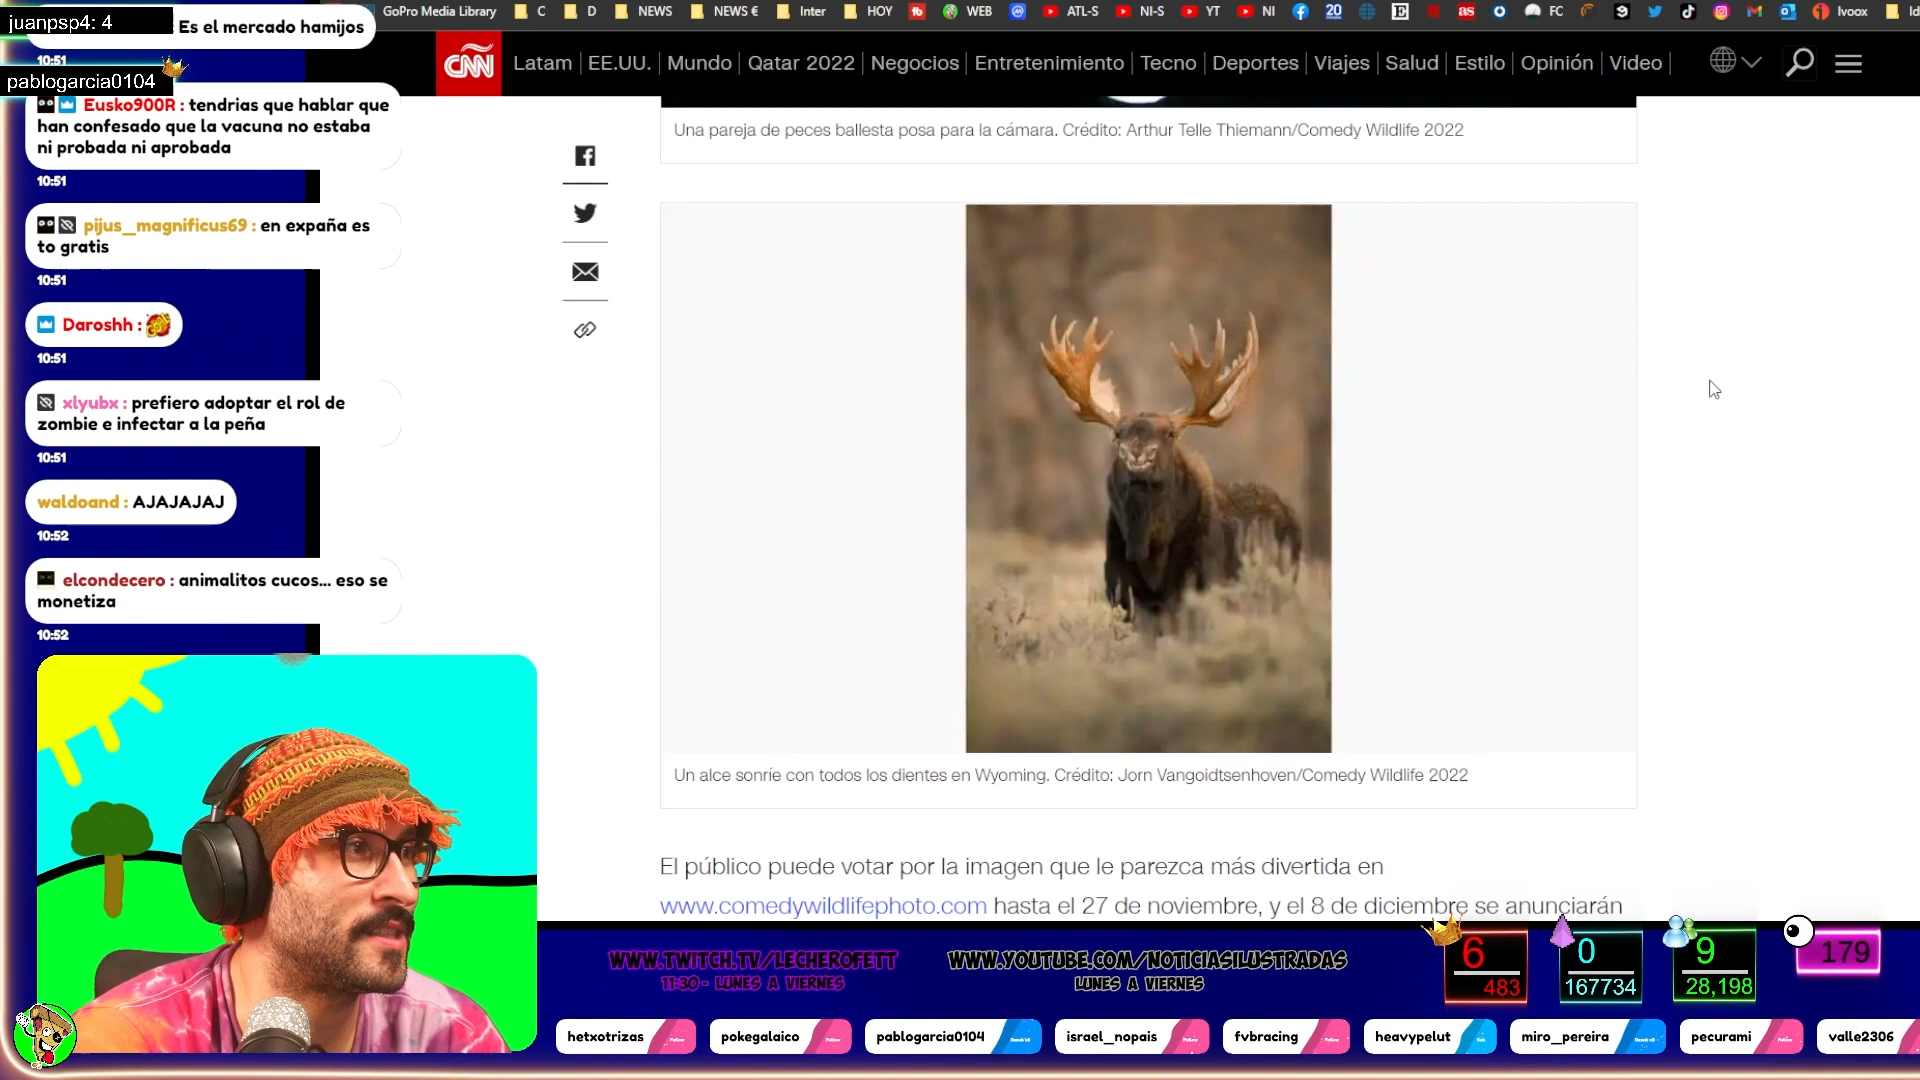 juanpsp4: 4
: Es el mercado hamijos
10:51
pablogarcia0104
Eusko900R : tendrias que hablar que
han confesado que la vacuna no estaba
ni probada ni aprobada
10:51
pijus_magnificus69 : en expaña es
to gratis
10:51
Daroshh :
10:51
xlyubx : prefiero adoptar el rol de
zombie e infectar a la peña
10:51
waldoand : AJAJAJAJ
10:52
elcondecero : animalitos cucos... eso se
monetiza
10:52
GoPro Media Library C D NEWS NEWS € Inter HOY WEB ATL-S NI-S YT NI 20 FC Ivoox Id
CNN Latam EE.UU. Mundo Qatar 2022 Negocios Entretenimiento Tecno Deportes Viajes Salud Estilo Opinión Video
Una pareja de peces ballesta posa para la cámara. Crédito: Arthur Telle Thiemann/Comedy Wildlife 2022
Un alce sonríe con todos los dientes en Wyoming. Crédito: Jorn Vangoidtsenhoven/Comedy Wildlife 2022
El público puede votar por la imagen que le parezca más divertida en
www.comedywildlifephoto.com hasta el 27 de noviembre, y el 8 de diciembre se anunciarán
WWW.TWITCH.TV/LECHEROFETT
11:30 - LUNES A VIERNES
WWW.YOUTUBE.COM/NOTICIASILUSTRADAS
LUNES A VIERNES
6
483
0
167734
9
28,198
179
hetxotrizas pokegalaico pablogarcia0104 israel_nopais fvbracing heavypelut miro_pereira pecurami valle2306